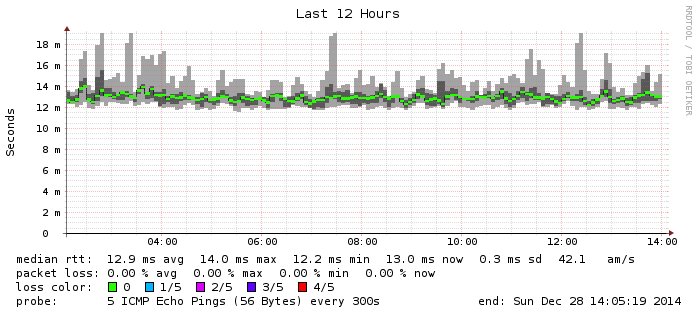 Last 12 Hours
RRDTOOL / TOBI OETIKER
Seconds
18 m
16 m
14 m
12 m
10 m
8 m
6 m
4 m
2 m
0
04:00 06:00 08:00 10:00 12:00 14:00
median rtt: 12.9 ms avg 14.0 ms max 12.2 ms min 13.0 ms now 0.3 ms sd 42.1 am/s
packet loss: 0.00 % avg 0.00 % max 0.00 % min 0.00 % now
loss color: 0 1/5 2/5 3/5 4/5
probe: 5 ICMP Echo Pings (56 Bytes) every 300s end: Sun Dec 28 14:05:19 2014